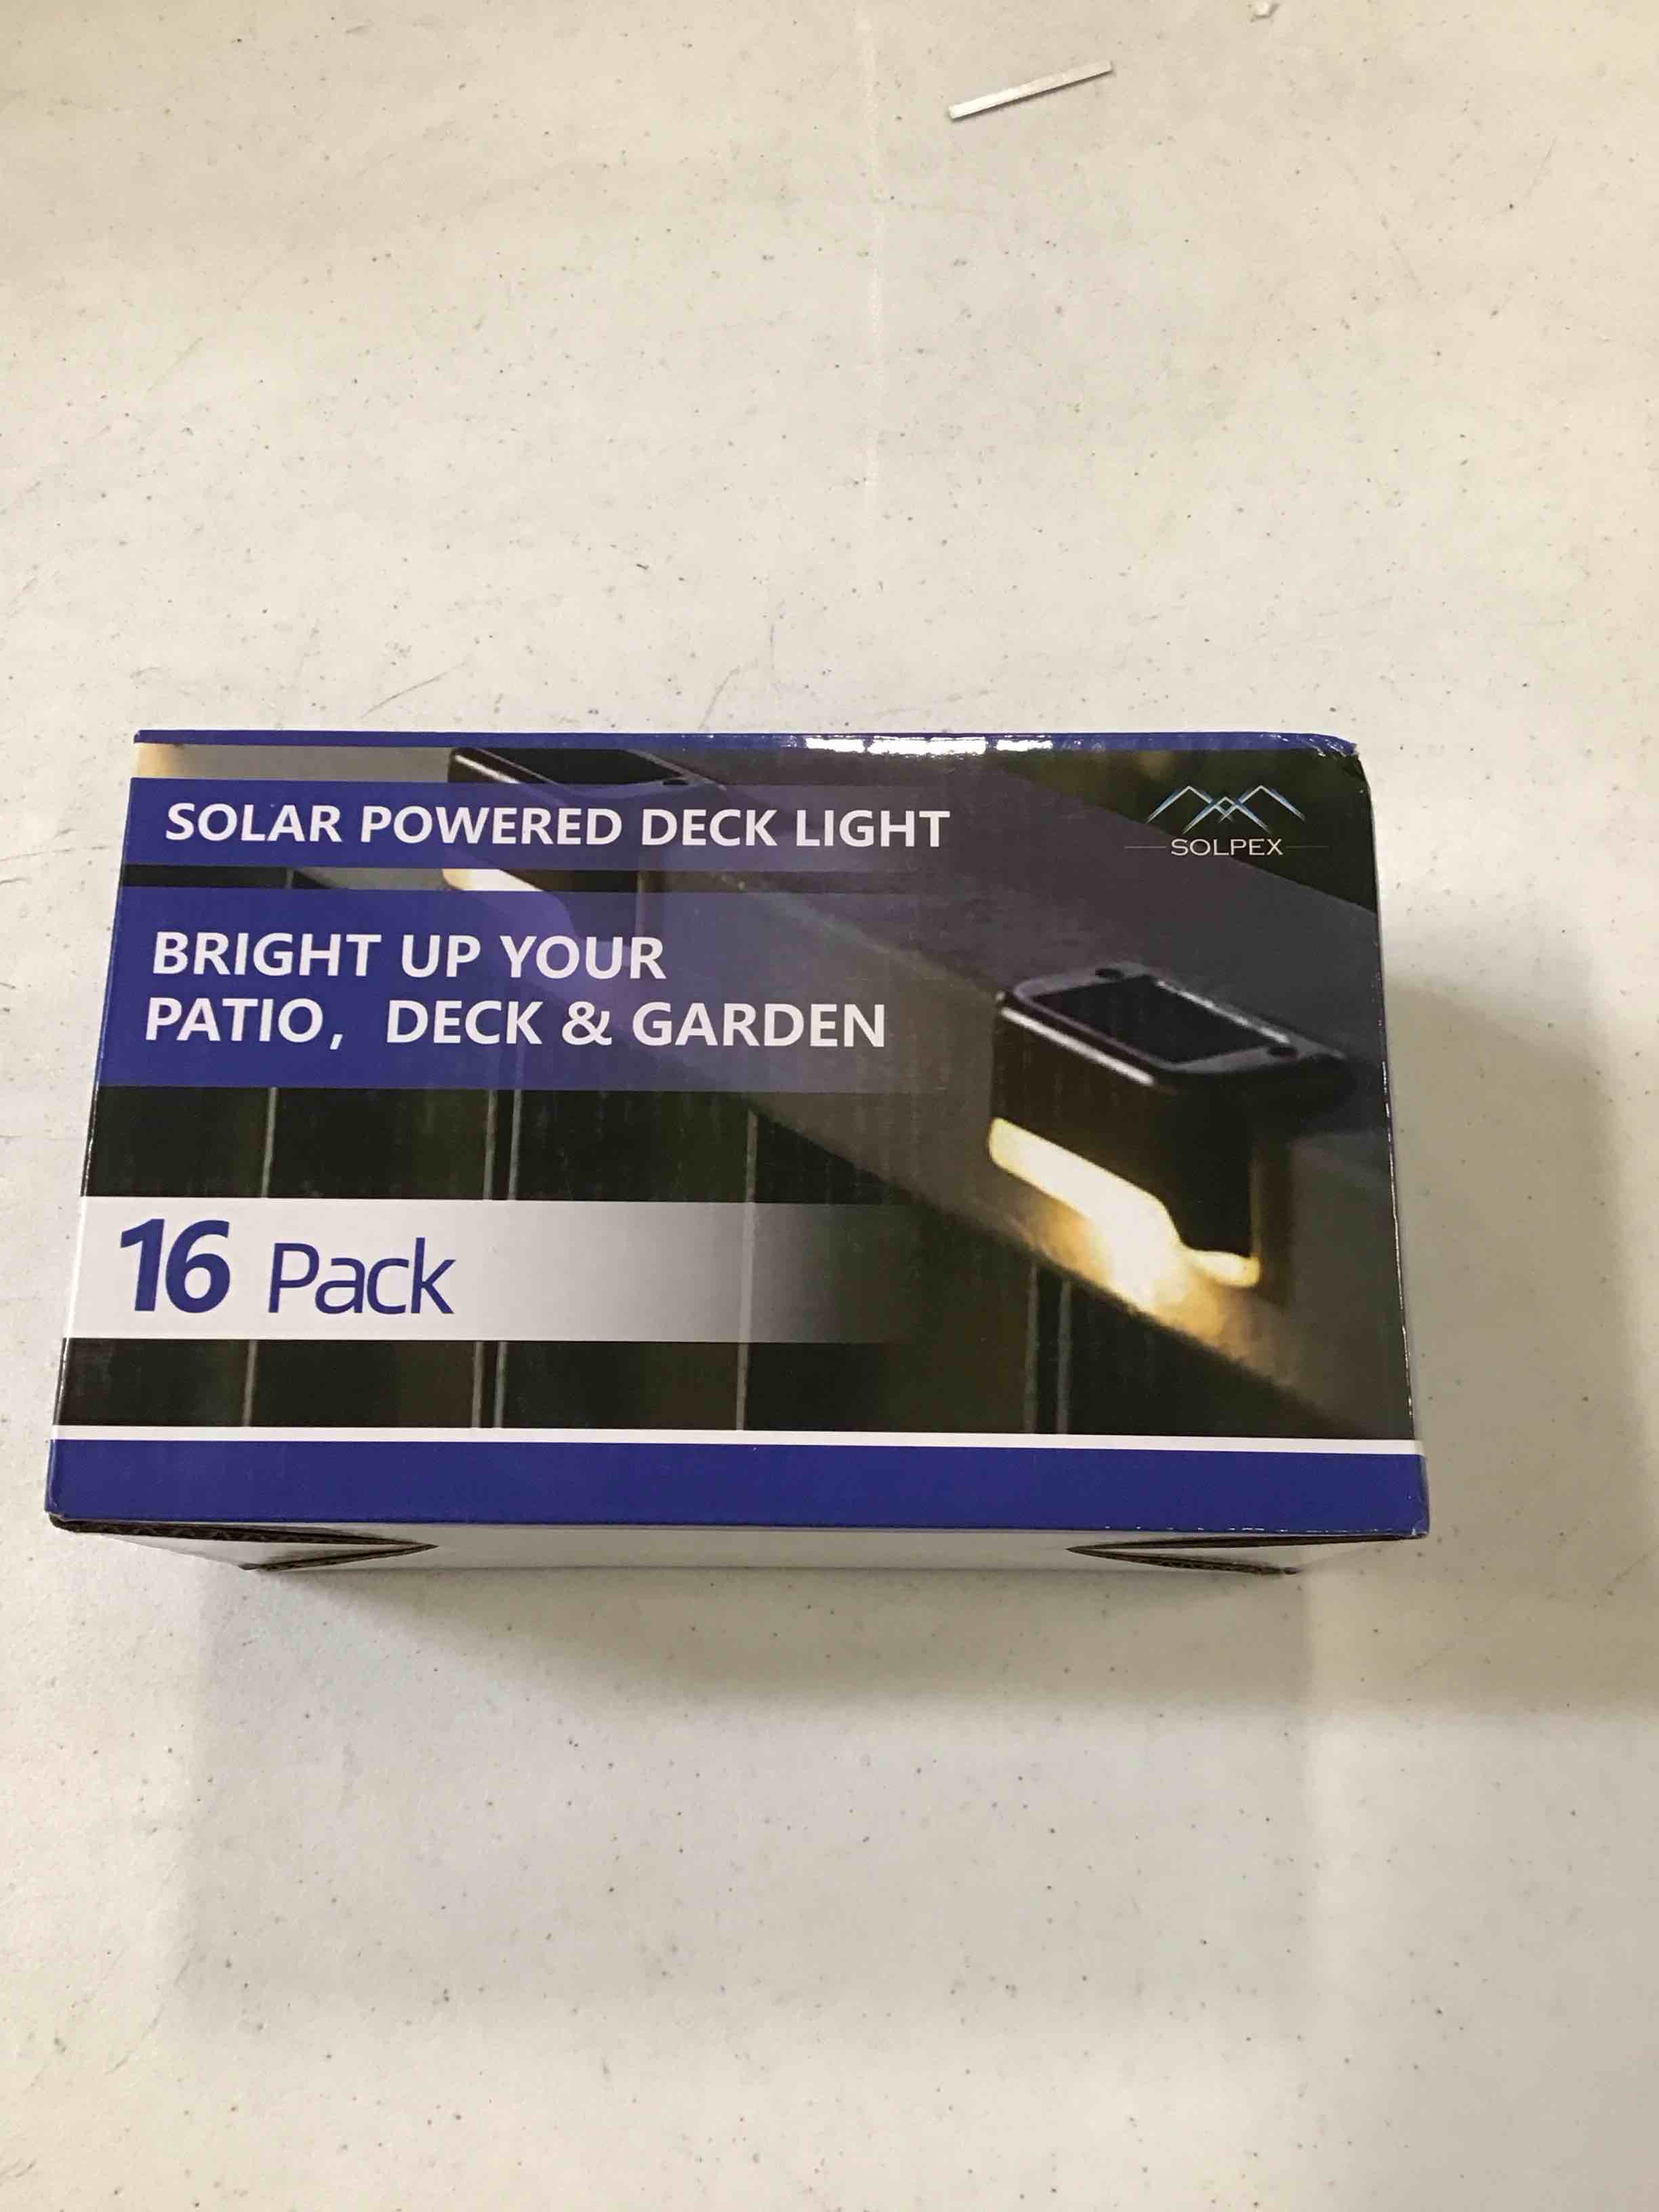 SOLAR POWERED DECK LIGHT
SOLPEX
BRIGHT UP YOUR
PATIO, DECK & GARDEN
16 Pack